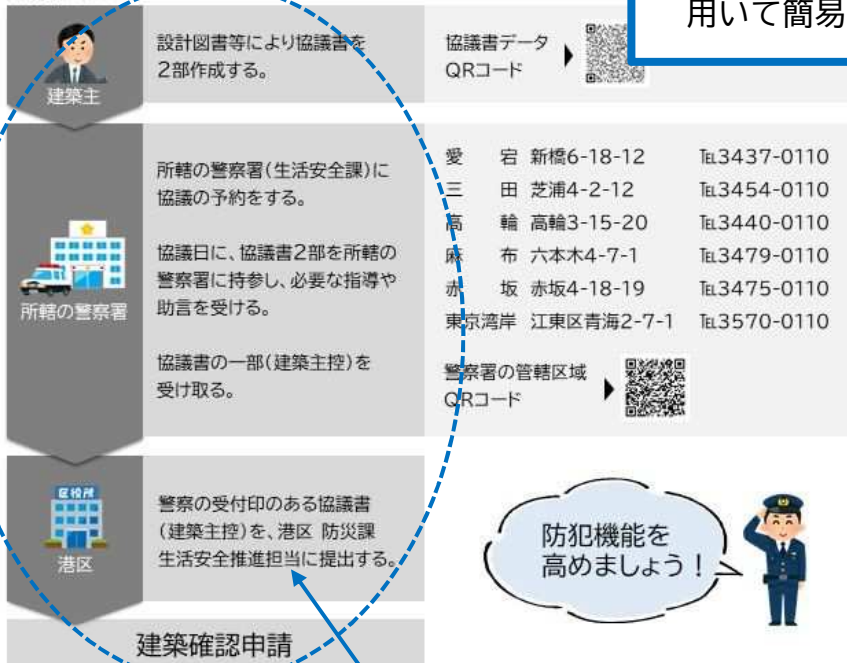 用いて簡易
建築主
設計図書等により協議書を
2部作成する。
協議書データ
QRコード
所轄の警察署
所轄の警察署(生活安全課)に
協議の予約をする。
協議日に、協議書2部を所轄の
警察署に持参し、必要な指導や
助言を受ける。
協議書の一部(建築主控)を
受け取る。
愛宕 新橋6-18-12 ℡3437-0110
三田 芝浦4-2-12 ℡3454-0110
高輪 高輪3-15-20 ℡3440-0110
麻布 六本木4-7-1 ℡3479-0110
赤坂 赤坂4-18-19 ℡3475-0110
東京湾岸 江東区青海2-7-1 ℡3570-0110
警察署の管轄区域
QRコード
区役所
港区
警察の受付印のある協議書
(建築主控)を、港区 防災課
生活安全推進担当に提出する。
防犯機能を
高めましょう!
建築確認申請